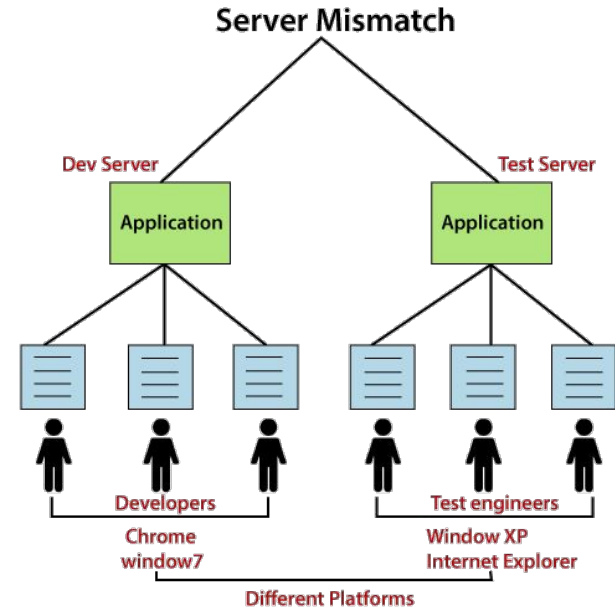 Server Mismatch
Dev Server
Test Server
Application
Application
Developers
Test engineers
Chrome
window7
Window XP
Internet Explorer
Different Platforms